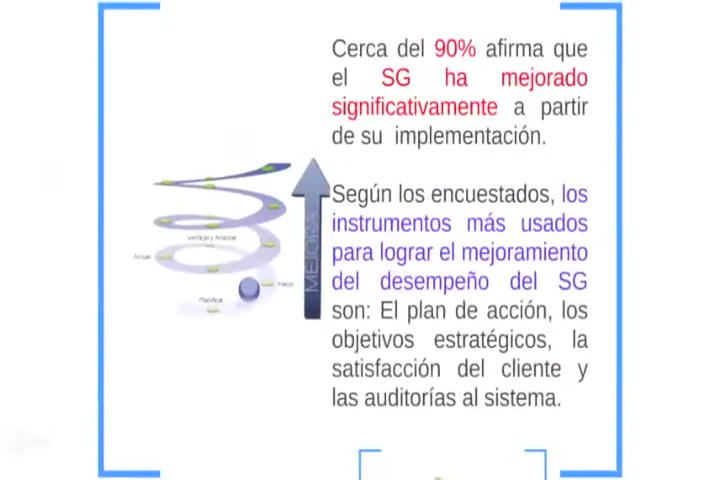 Cerca del 90% afirma que
el SG ha mejorado
significativamente a partir
de su implementación.
Según los encuestados, los
instrumentos más usados
para lograr el mejoramiento
del desempeño del SG
son: El plan de acción, los
objetivos estratégicos, la
satisfacción del cliente y
las auditorías al sistema.
MEJORA
Verificar y Analizar
Actuar
Hacer
Planificar